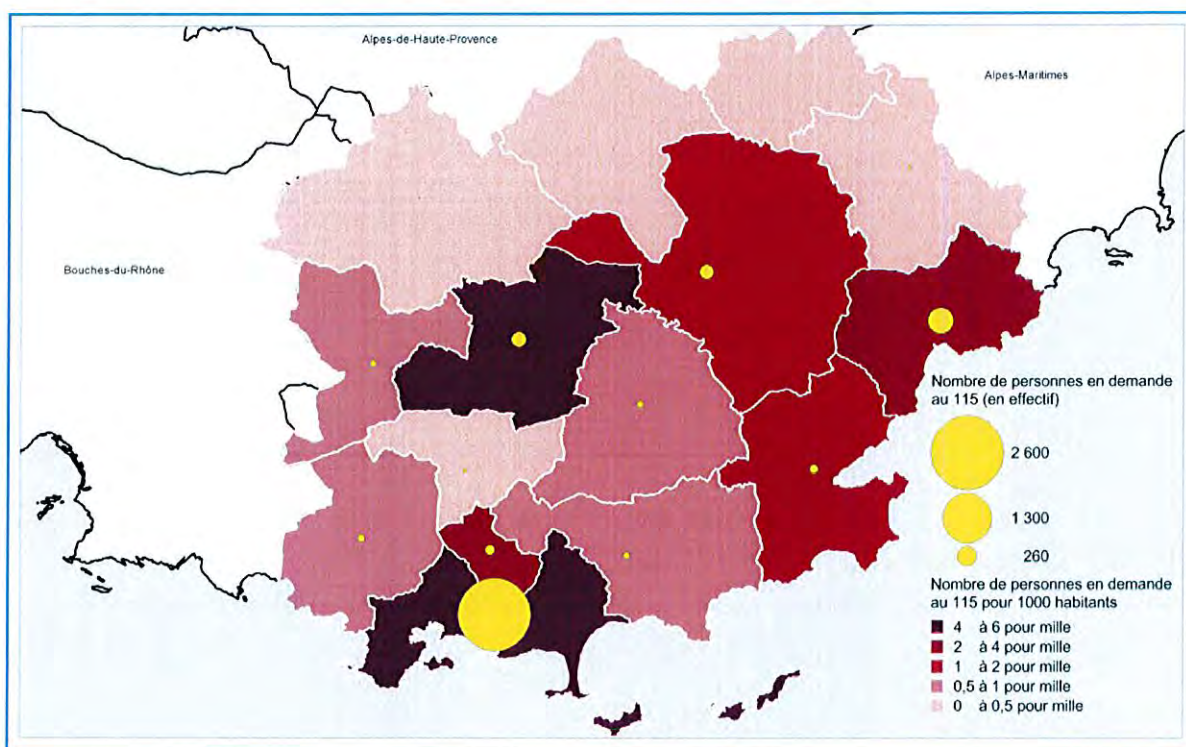 Alpes-de-Haute-Provence
Alpes-Maritimes
Bouches-du-Rhône
Nombre de personnes en demande
au 115 (en effectif)
2 600
1 300
260
Nombre de personnes en demande
au 115 pour 1000 habitants
4 à 6 pour mille
2 à 4 pour mille
1 à 2 pour mille
0,5 à 1 pour mille
0 à 0,5 pour mille